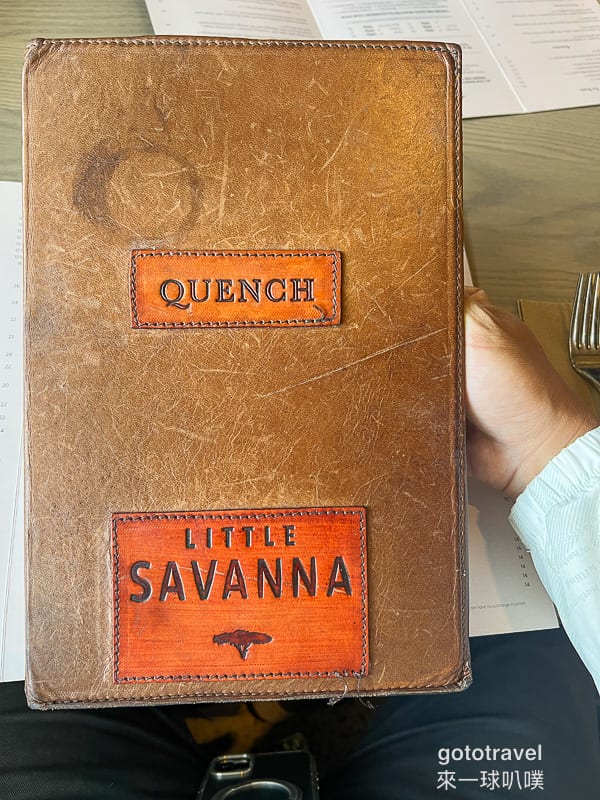 QUENCH
LITTLE
SAVANNA
gototravel
來一球叭噗